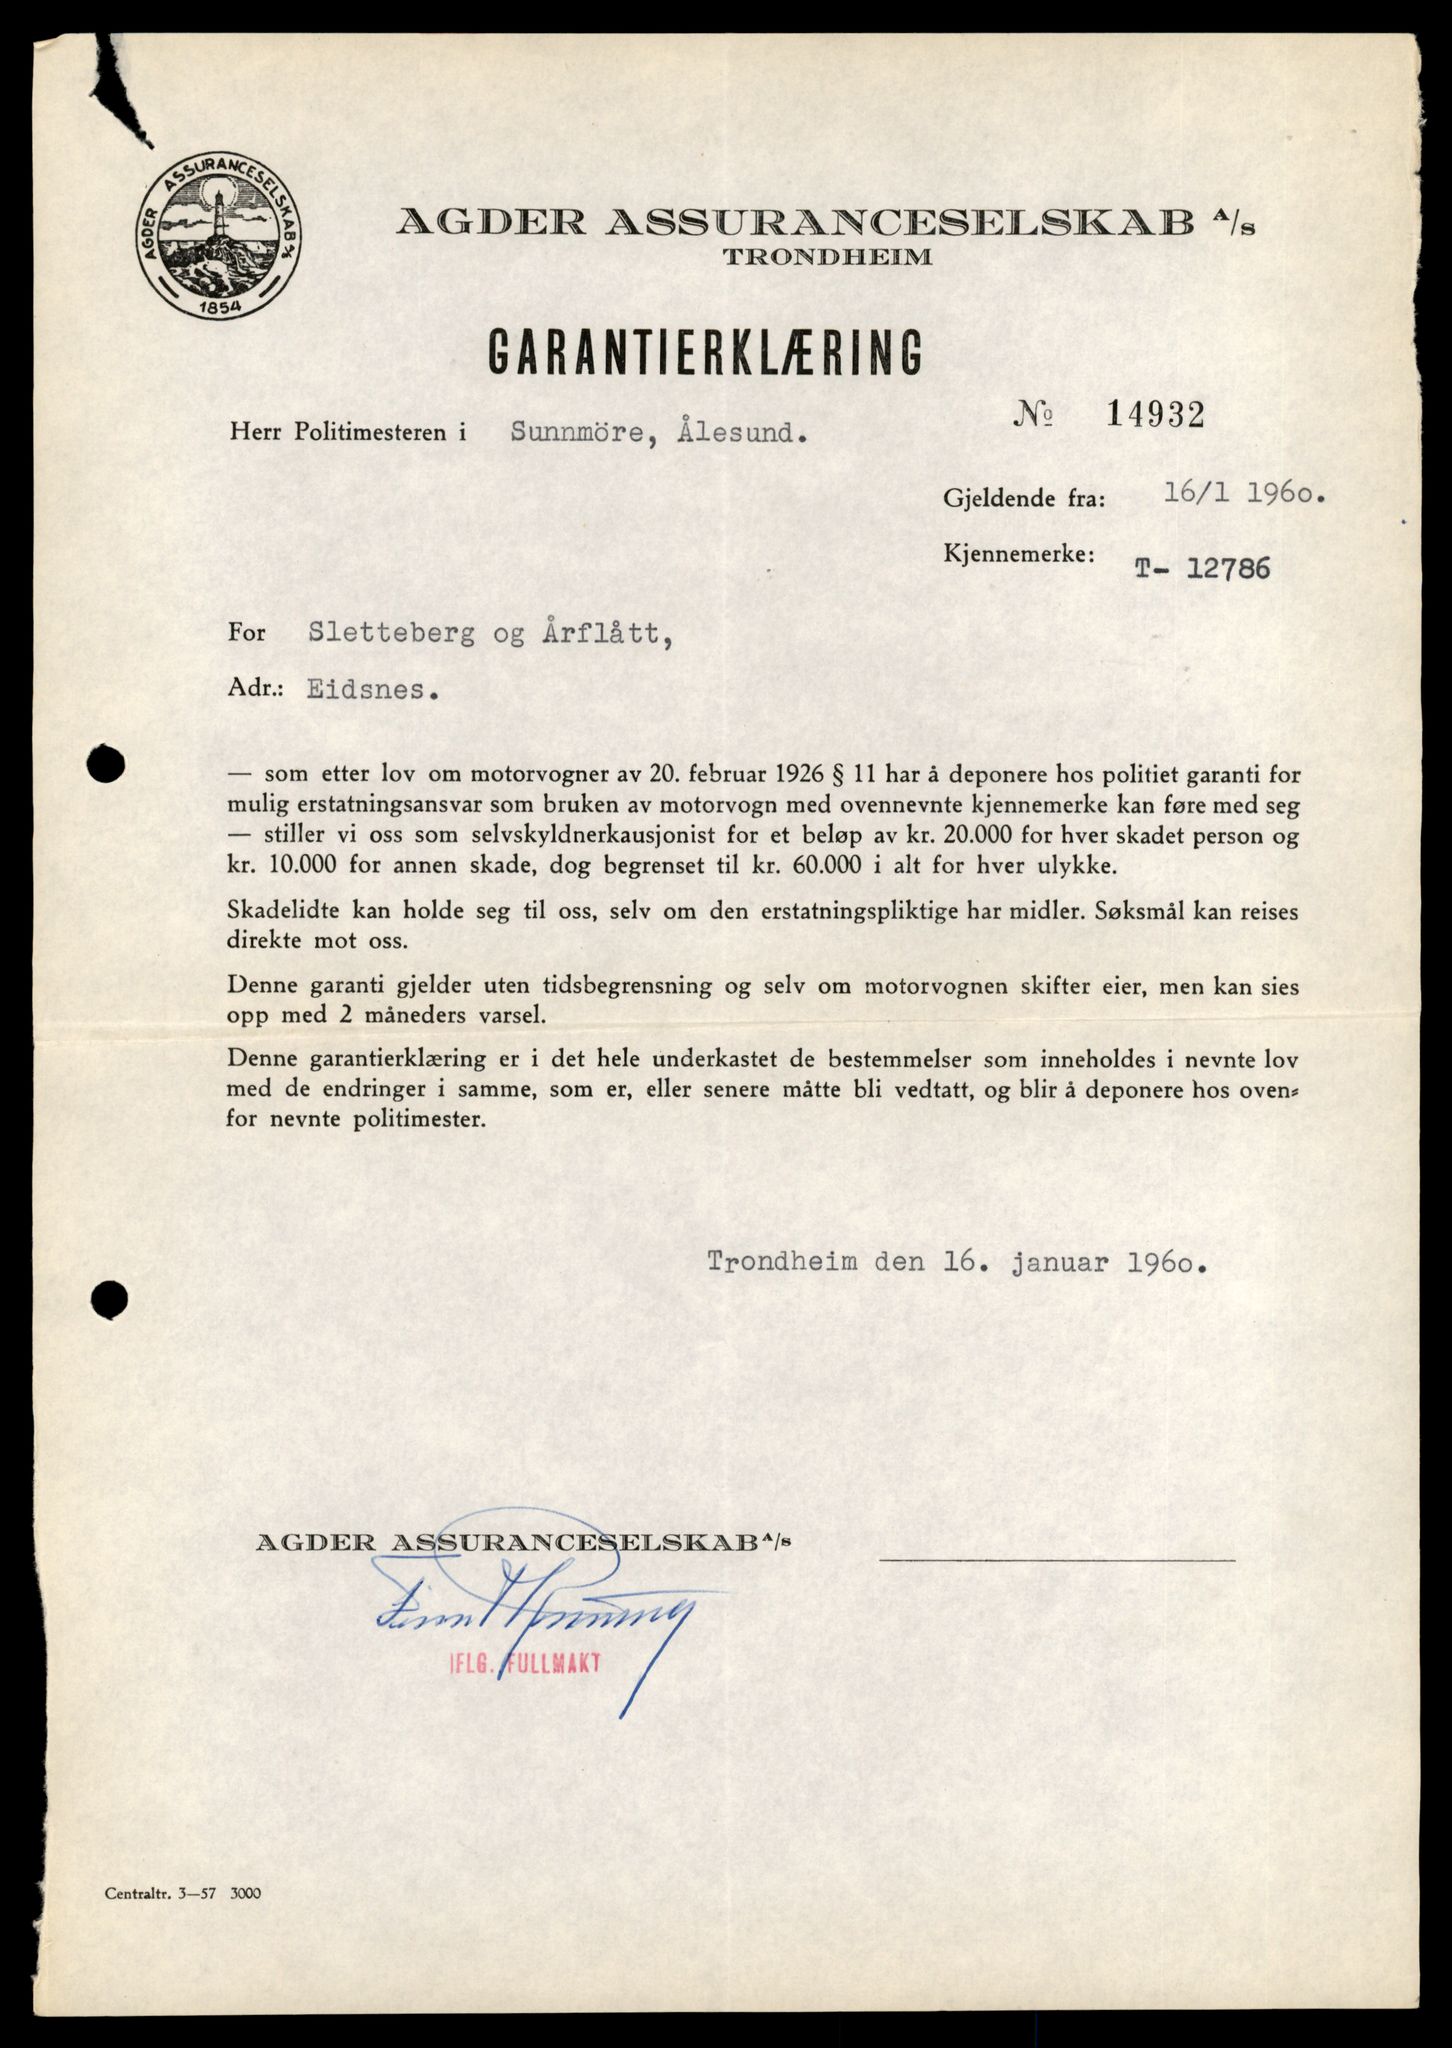 AGDER ASSURANCESELSKAB A/S
1854
AGDER ASSURANCESELSKAB A/S
TRONDHEIM
GARANTIERKLÆRING
No 14932
Herr Politimesteren i Sunnmöre, Ålesund.
Gjeldende fra: 16/1 1960.
Kjennemerke: T- 12786
For Sletteberg og Årflått,
Adr.: Eidsnes.
— som etter lov om motorvogner av 20. februar 1926 § 11 har å deponere hos politiet garanti for
mulig erstatningsansvar som bruken av motorvogn med ovennevnte kjennemerke kan føre med seg
— stiller vi oss som selvskyldnerkausjonist for et beløp av kr. 20.000 for hver skadet person og
kr. 10.000 for annen skade, dog begrenset til kr. 60.000 i alt for hver ulykke.
Skadelidte kan holde seg til oss, selv om den erstatningspliktige har midler. Søksmål kan reises
direkte mot oss.
Denne garanti gjelder uten tidsbegrensning og selv om motorvognen skifter eier, men kan sies
opp med 2 måneders varsel.
Denne garantierklæring er i det hele underkastet de bestemmelser som inneholdes i nevnte lov
med de endringer i samme, som er, eller senere måtte bli vedtatt, og blir å deponere hos oven-
for nevnte politimester.
Trondheim den 16. januar 1960.
AGDER ASSURANCESELSKAB A/S
IFLG. FULLMAKT
Centraltr. 3—57 3000